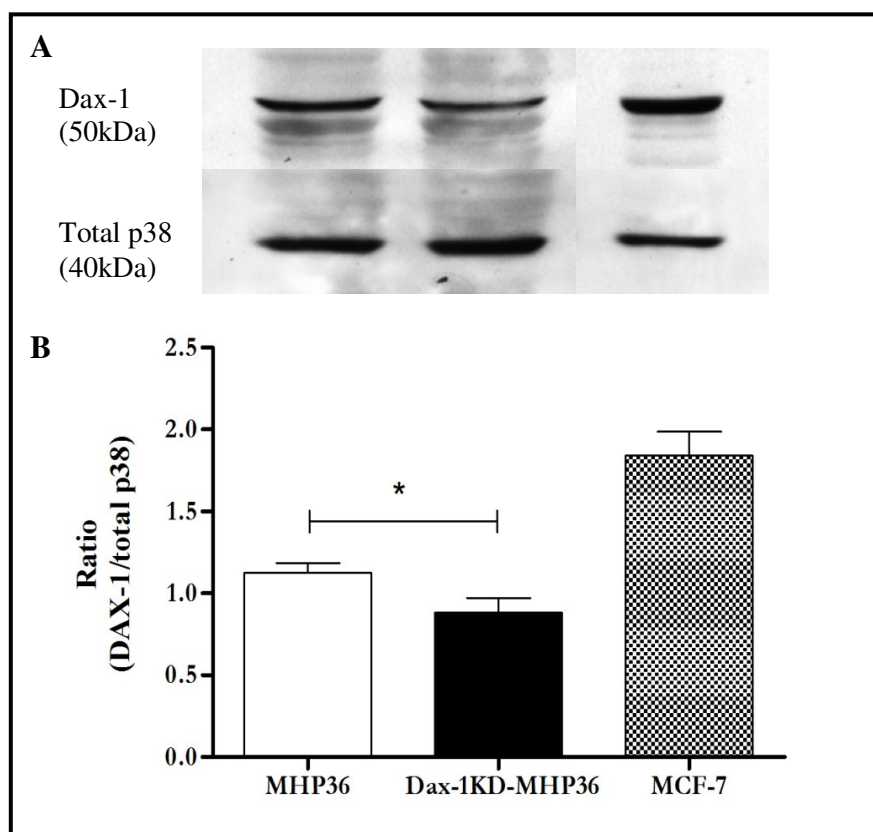 A
Dax-1
(50kDa)
Total p38
(40kDa)
B
Ratio
(DAX-1/total p38)
2.5
2.0
1.5
1.0
0.5
0.0
*
MHP36 Dax-1KD-MHP36 MCF-7